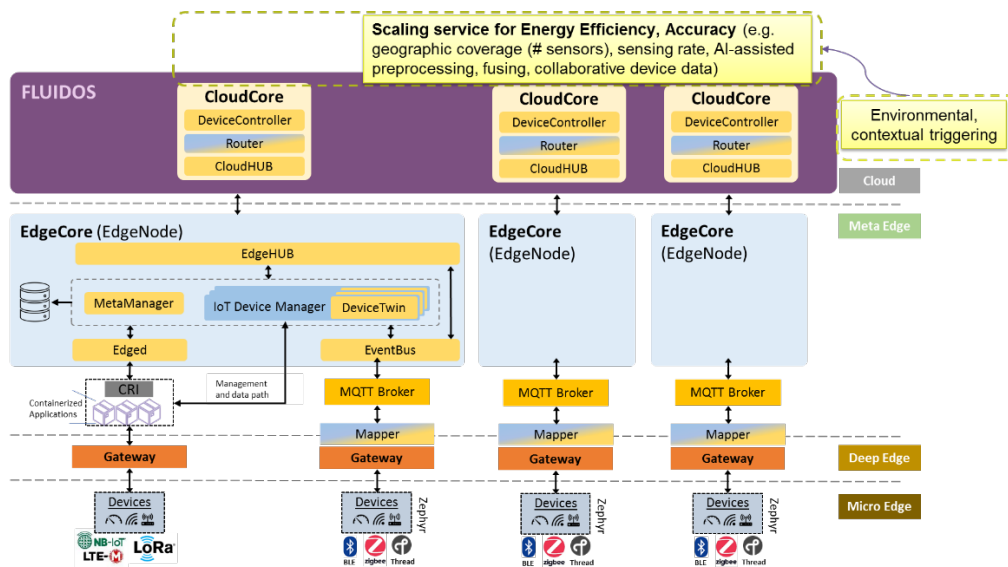 Scaling service for Energy Efficiency, Accuracy (e.g.
geographic coverage (# sensors), sensing rate, AI-assisted
preprocessing, fusing, collaborative device data)
FLUIDOS
CloudCore
DeviceController
Router
CloudHUB
CloudCore
DeviceController
Router
CloudHUB
CloudCore
DeviceController
Router
CloudHUB
Environmental,
contextual triggering
Cloud
Meta Edge
EdgeCore (EdgeNode)
EdgeHUB
MetaManager
IoT Device Manager
DeviceTwin
Edged
EventBus
EdgeCore
(EdgeNode)
EdgeCore
(EdgeNode)
CRI
Containerized
Applications
Management
and data path
MQTT Broker
MQTT Broker
MQTT Broker
Mapper
Mapper
Mapper
Gateway
Gateway
Gateway
Gateway
Deep Edge
Micro Edge
Devices
NB-IoT
LTE-M
LoRa
Devices
Zephyr
BLE
zigbee
Thread
Devices
Zephyr
BLE
zigbee
Thread
Devices
Zephyr
BLE
zigbee
Thread